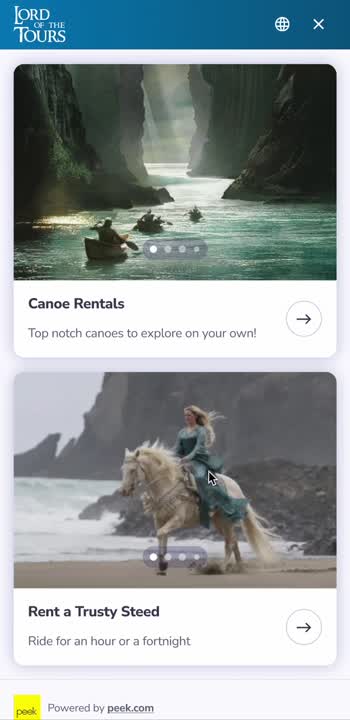 LORD
OF THE
TOURS
Canoe Rentals
Top notch canoes to explore on your own!
Rent a Trusty Steed
Ride for an hour or a fortnight
peek
Powered by peek.com